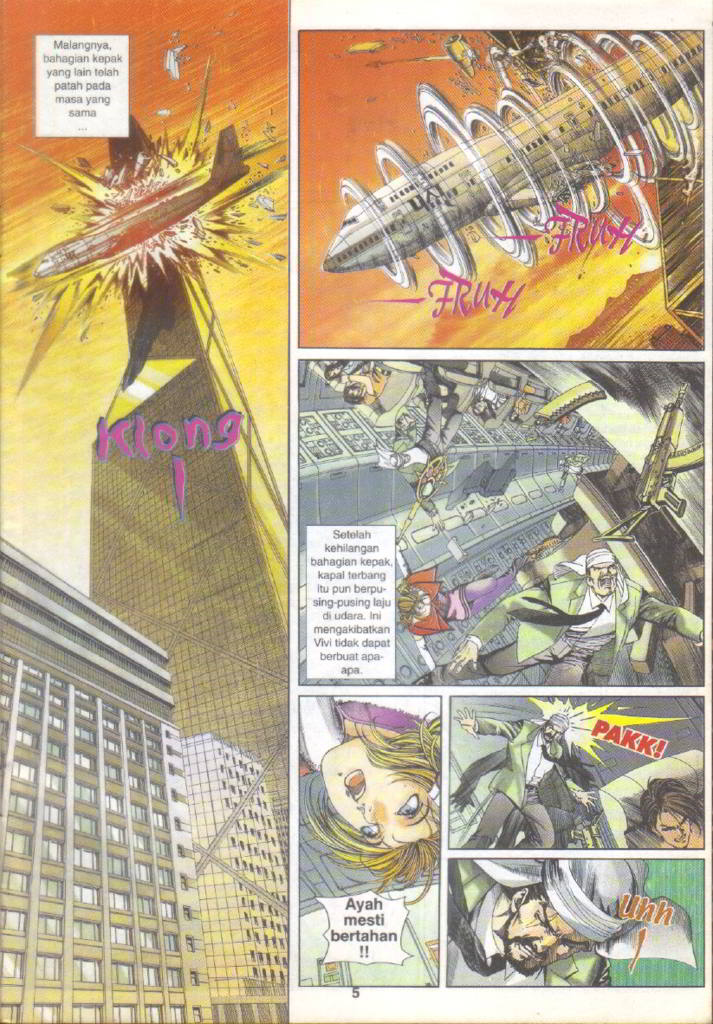 Malangnya,
bahagian kepak
yang lain telah
patah pada
masa yang
sama
...
Klong
!
FRUH
FRUH
Setelah
kehilangan
bahagian kepak,
kapal terbang
itu pun berpu-
sing-pusing laju
di udara. Ini
mengakibatkan
Vivi tidak dapat
berbuat apa-
apa.
Ayah
mesti
bertahan
!!
PAKK!
Uhh
!
5